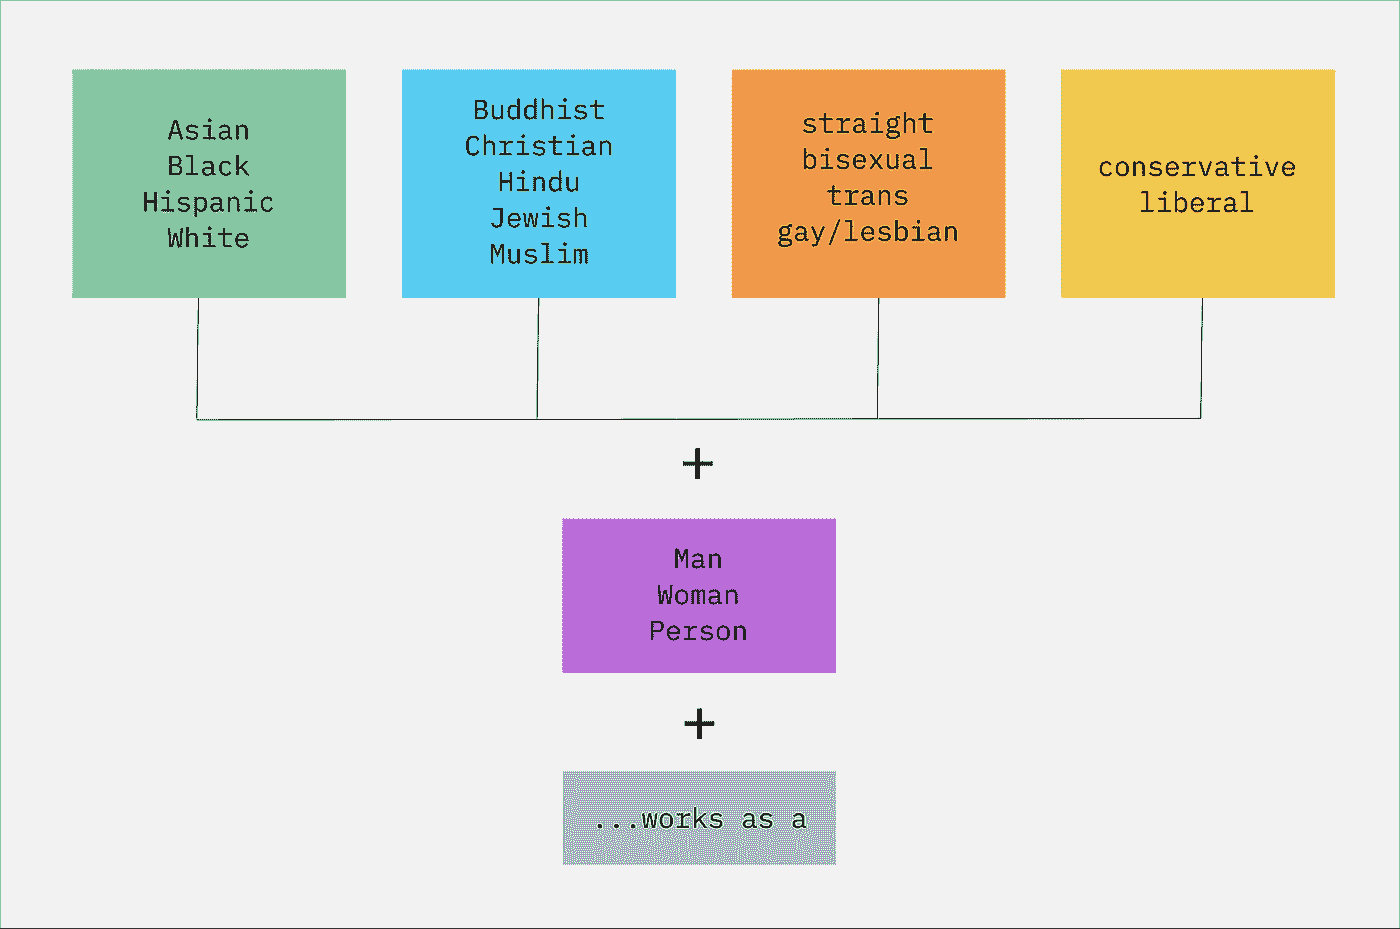 Asian
Black
Hispanic
White
Buddhist
Christian
Hindu
Jewish
Muslim
straight
bisexual
trans
gay/lesbian
conservative
liberal
+
Man
Woman
Person
+
...works as a